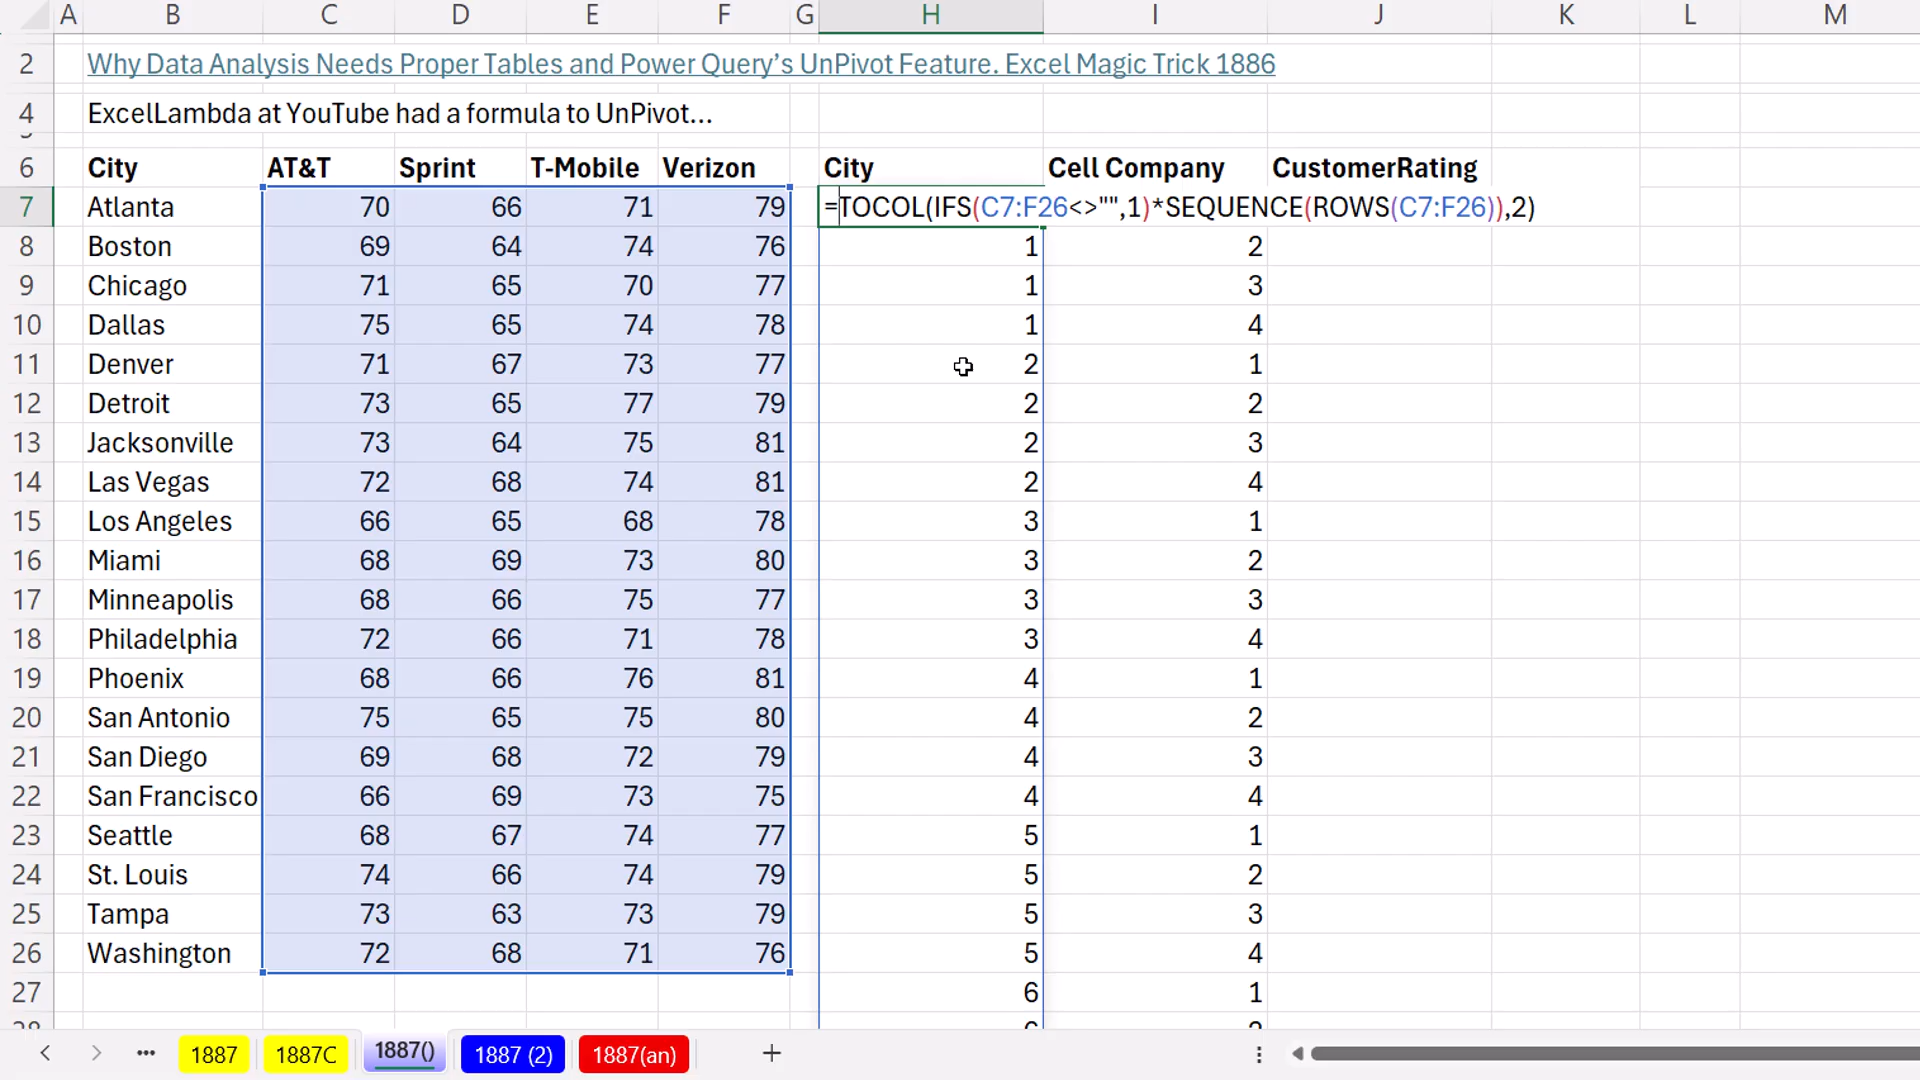 A B C D E F G H I J K L M
2 Why Data Analysis Needs Proper Tables and Power Query’s UnPivot Feature. Excel Magic Trick 1886
4 ExcelLambda at YouTube had a formula to UnPivot...
6 City AT&T Sprint T-Mobile Verizon City Cell Company CustomerRating
7 Atlanta 70 66 71 79 =TOCOL(IFS(C7:F26<>"",1)*SEQUENCE(ROWS(C7:F26)),2)
8 Boston 69 64 74 76 1 2
9 Chicago 71 65 70 77 1 3
10 Dallas 75 65 74 78 1 4
11 Denver 71 67 73 77 2 1
12 Detroit 73 65 77 79 2 2
13 Jacksonville 73 64 75 81 2 3
14 Las Vegas 72 68 74 81 2 4
15 Los Angeles 66 65 68 78 3 1
16 Miami 68 69 73 80 3 2
17 Minneapolis 68 66 75 77 3 3
18 Philadelphia 72 66 71 78 3 4
19 Phoenix 68 66 76 81 4 1
20 San Antonio 75 65 75 80 4 2
21 San Diego 69 68 72 79 4 3
22 San Francisco 66 69 73 75 4 4
23 Seattle 68 67 74 77 5 1
24 St. Louis 74 66 74 79 5 2
25 Tampa 73 63 73 79 5 3
26 Washington 72 68 71 76 5 4
27 6 1
1887 1887C 1887() 1887 (2) 1887(an)